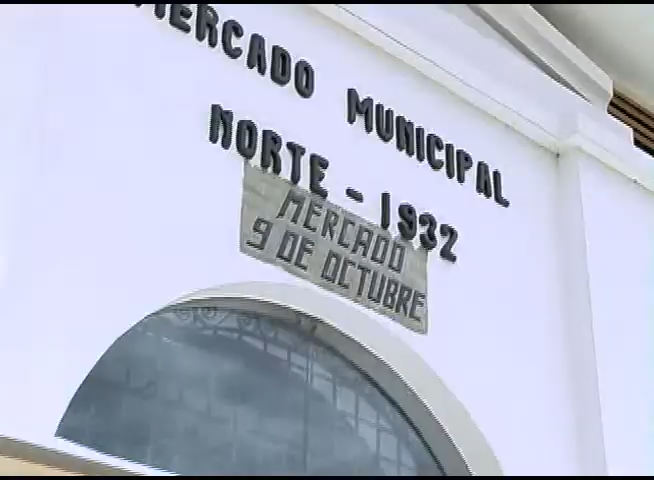 MERCADO MUNICIPAL
NORTE - 1932
MERCADO
9 DE OCTUBRE